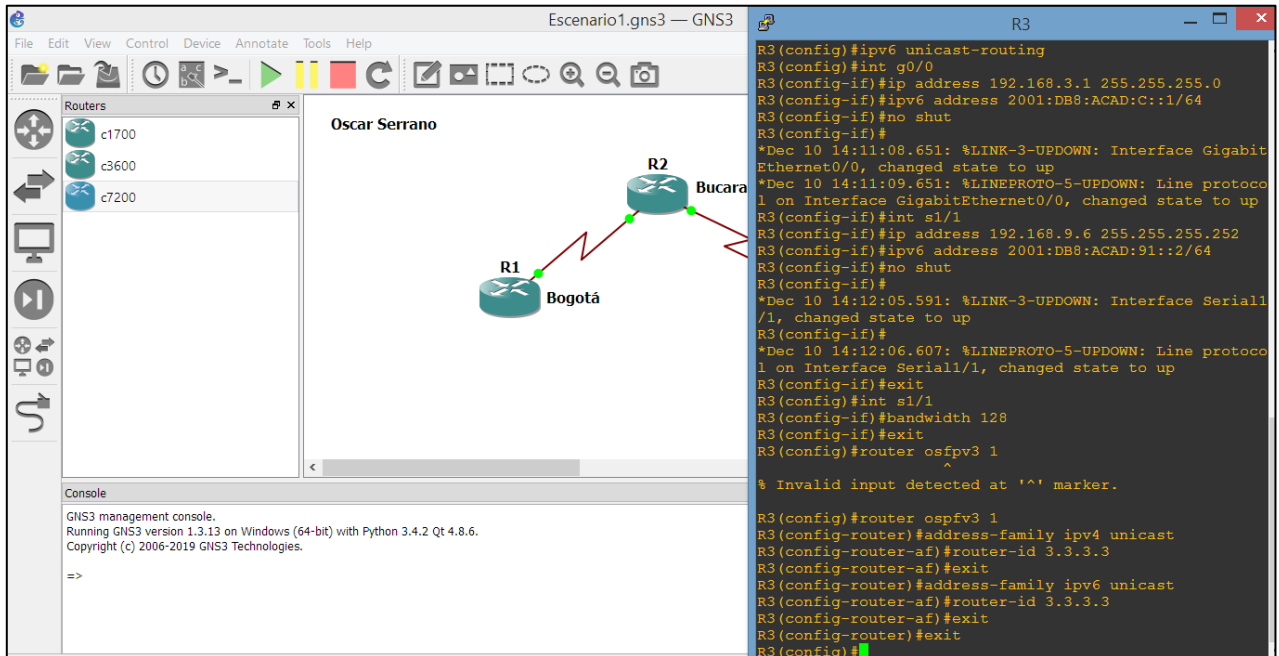 Escenario1.gns3 — GNS3
File Edit View Control Device Annotate Tools Help
Routers
c1700
c3600
c7200
Oscar Serrano
R2
Bucara
R1
Bogotá
Console
GNS3 management console.
Running GNS3 version 1.3.13 on Windows (64-bit) with Python 3.4.2 Qt 4.8.6.
Copyright (c) 2006-2019 GNS3 Technologies.
=>
R3
R3(config)#ipv6 unicast-routing
R3(config)#int g0/0
R3(config-if)#ip address 192.168.3.1 255.255.255.0
R3(config-if)#ipv6 address 2001:DB8:ACAD:C::1/64
R3(config-if)#no shut
R3(config-if)#
*Dec 10 14:11:08.651: %LINK-3-UPDOWN: Interface Gigabit
Ethernet0/0, changed state to up
*Dec 10 14:11:09.651: %LINEPROTO-5-UPDOWN: Line protoco
l on Interface GigabitEthernet0/0, changed state to up
R3(config-if)#int s1/1
R3(config-if)#ip address 192.168.9.6 255.255.255.252
R3(config-if)#ipv6 address 2001:DB8:ACAD:91::2/64
R3(config-if)#no shut
R3(config-if)#
*Dec 10 14:12:05.591: %LINK-3-UPDOWN: Interface Serial1
/1, changed state to up
R3(config-if)#
*Dec 10 14:12:06.607: %LINEPROTO-5-UPDOWN: Line protoco
l on Interface Serial1/1, changed state to up
R3(config-if)#exit
R3(config)#int s1/1
R3(config-if)#bandwidth 128
R3(config-if)#exit
R3(config)#router osfpv3 1
^
% Invalid input detected at '^' marker.
R3(config)#router ospfv3 1
R3(config-router)#address-family ipv4 unicast
R3(config-router-af)#router-id 3.3.3.3
R3(config-router-af)#exit
R3(config-router)#address-family ipv6 unicast
R3(config-router-af)#router-id 3.3.3.3
R3(config-router-af)#exit
R3(config-router)#exit
R3(config)#